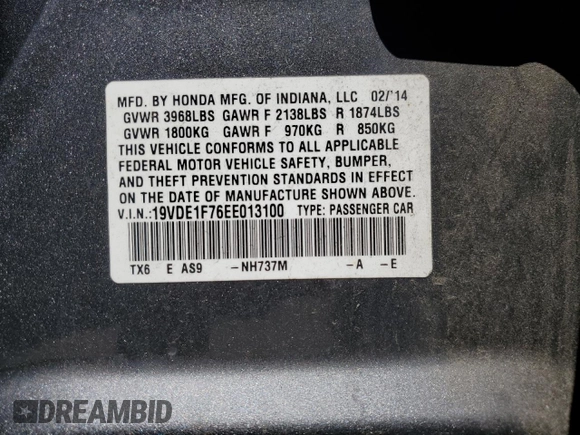 MFD. BY HONDA MFG. OF INDIANA, LLC 02/'14
GVWR 3968LBS GAWR F 2138LBS R 1874LBS
GVWR 1800KG GAWR F 970KG R 850KG
THIS VEHICLE CONFORMS TO ALL APPLICABLE
FEDERAL MOTOR VEHICLE SAFETY, BUMPER,
AND THEFT PREVENTION STANDARDS IN EFFECT
ON THE DATE OF MANUFACTURE SHOWN ABOVE.
V.I.N.:19VDE1F76EE013100 TYPE: PASSENGER CAR
TX6 E AS9 -NH737M -A -E
DREAMBID